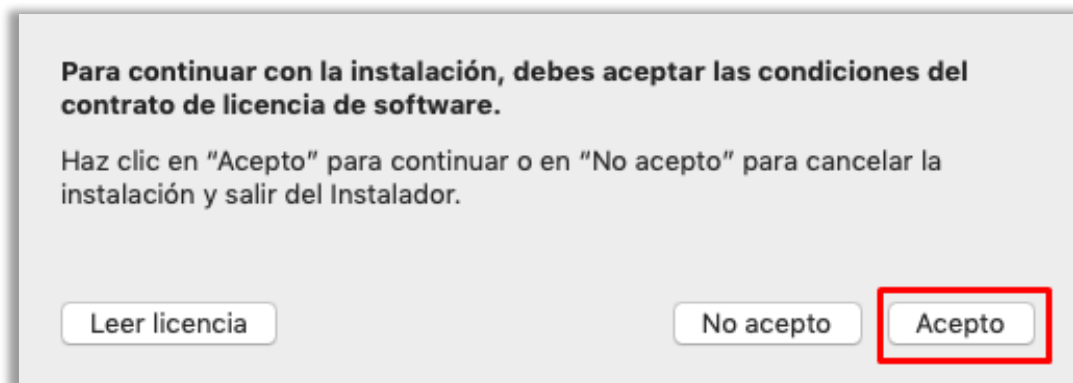 Para continuar con la instalación, debes aceptar las condiciones del
contrato de licencia de software.
Haz clic en "Acepto" para continuar o en "No acepto" para cancelar la
instalación y salir del Instalador.
Leer licencia
No acepto
Acepto